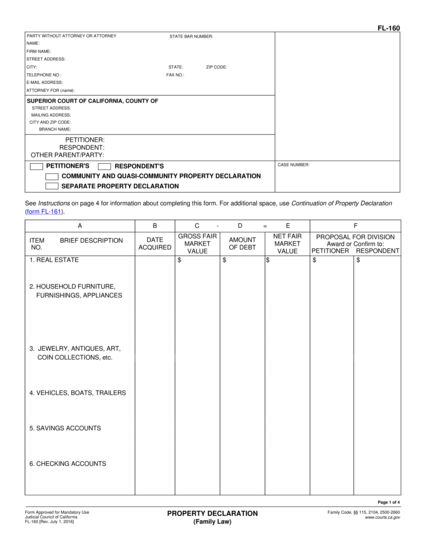 FL-160
PARTY WITHOUT ATTORNEY OR ATTORNEY STATE BAR NUMBER:
NAME:
FIRM NAME:
STREET ADDRESS:
CITY: STATE: ZIP CODE:
TELEPHONE NO.: FAX NO.:
E-MAIL ADDRESS:
ATTORNEY FOR (name):
SUPERIOR COURT OF CALIFORNIA, COUNTY OF
STREET ADDRESS:
MAILING ADDRESS:
CITY AND ZIP CODE:
BRANCH NAME:
PETITIONER:
RESPONDENT:
OTHER PARENT/PARTY:
PETITIONER'S RESPONDENT'S
COMMUNITY AND QUASI-COMMUNITY PROPERTY DECLARATION
SEPARATE PROPERTY DECLARATION
CASE NUMBER:
See Instructions on page 4 for information about completing this form. For additional space, use Continuation of Property Declaration
(form FL-161).
A B C - D = E F
ITEM NO. BRIEF DESCRIPTION DATE ACQUIRED GROSS FAIR MARKET VALUE AMOUNT OF DEBT NET FAIR MARKET VALUE PROPOSAL FOR DIVISION Award or Confirm to: PETITIONER RESPONDENT
1. REAL ESTATE $ $ $ $ $
2. HOUSEHOLD FURNITURE,
FURNISHINGS, APPLIANCES
3. JEWELRY, ANTIQUES, ART,
COIN COLLECTIONS, etc.
4. VEHICLES, BOATS, TRAILERS
5. SAVINGS ACCOUNTS
6. CHECKING ACCOUNTS
Page 1 of 4
Form Approved for Mandatory Use
Judicial Council of California
FL-160 [Rev. July 1, 2016]
PROPERTY DECLARATION
(Family Law)
Family Code, §§ 115, 2104, 2500-2660
www.courts.ca.gov